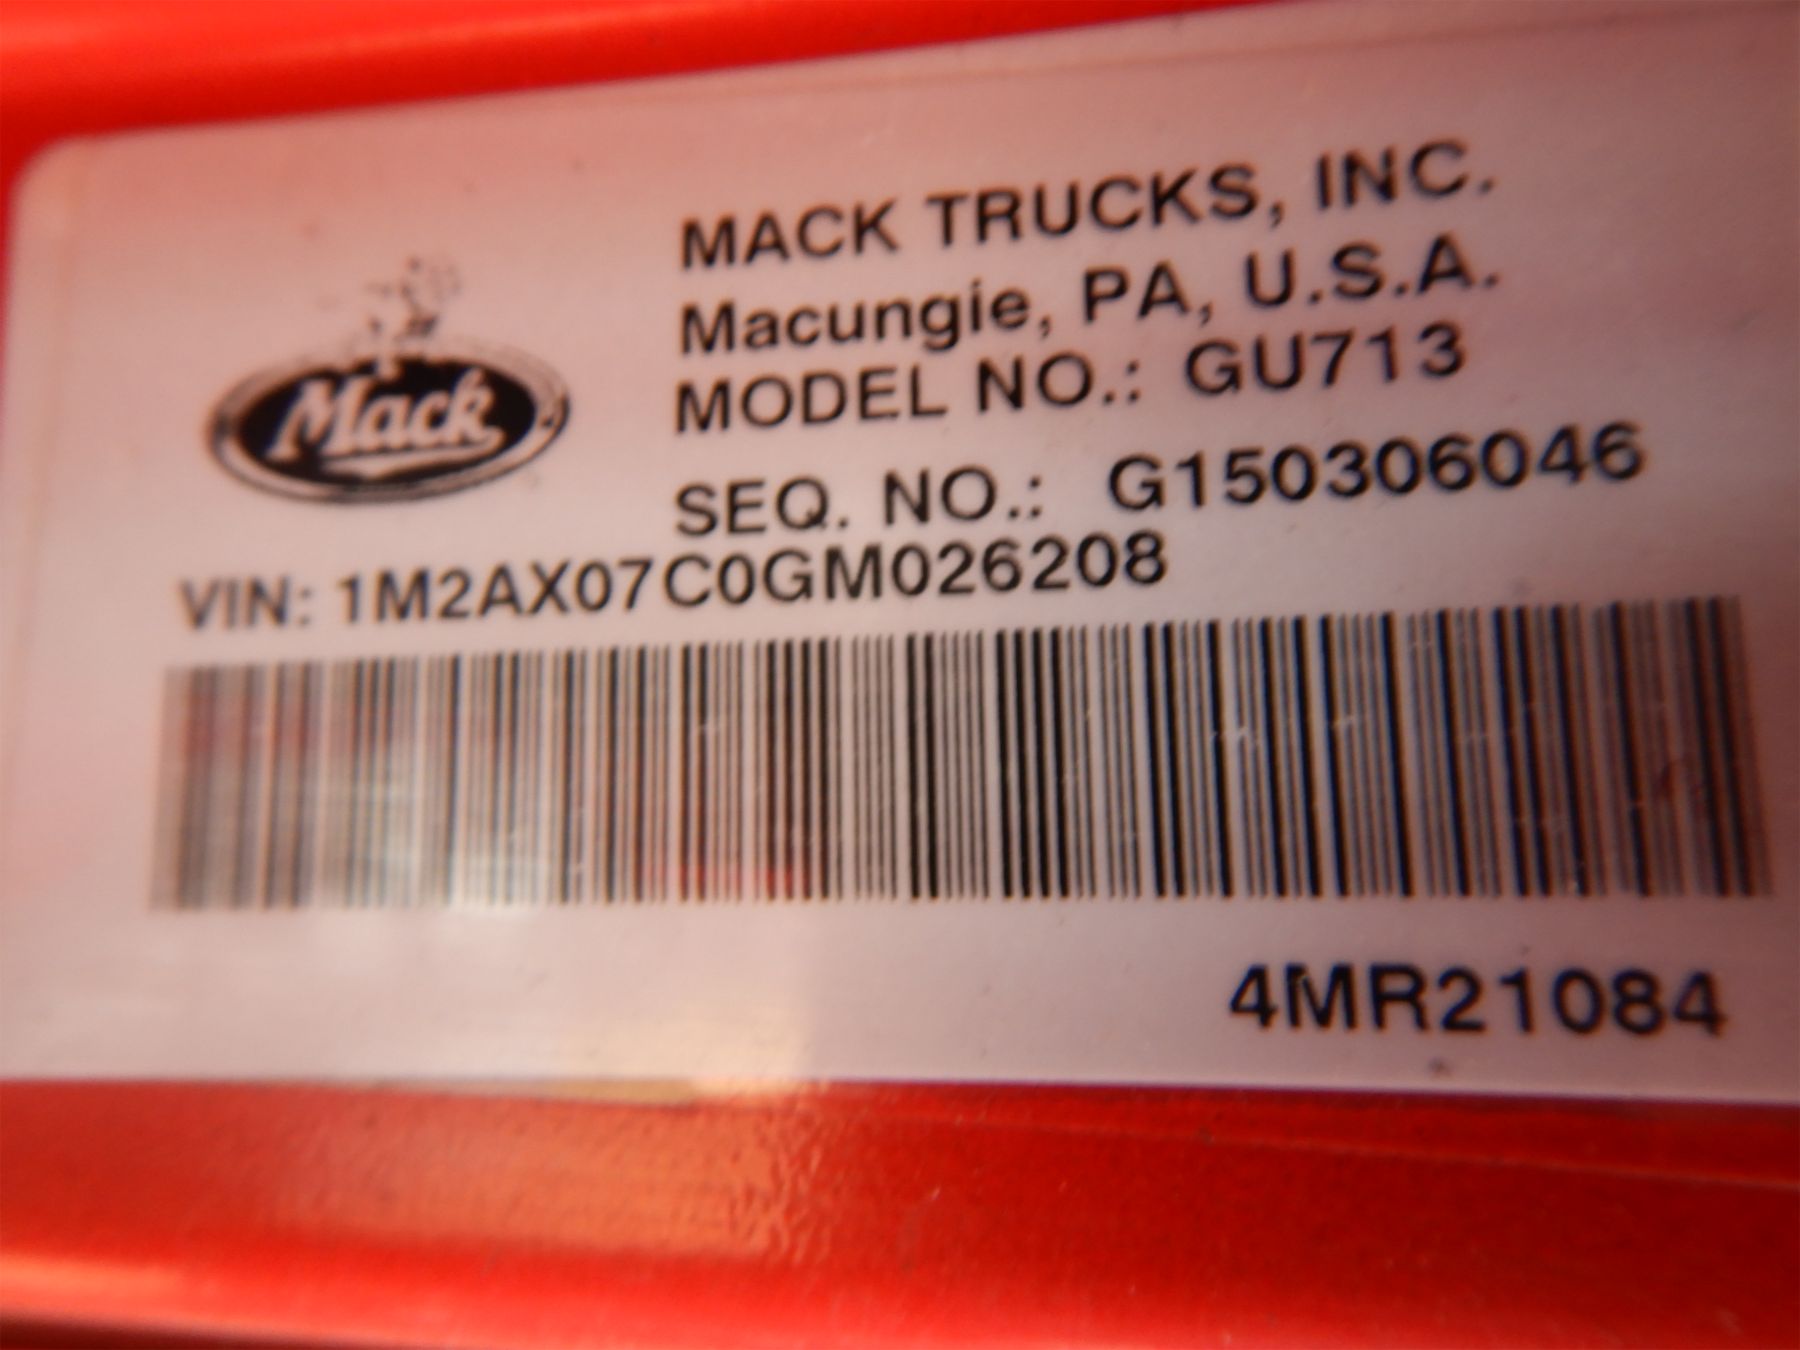 MACK TRUCKS, INC.
Macungie, PA, U.S.A.
MODEL NO.: GU713
Mack
SEQ. NO.: G150306046
VIN: 1M2AX07C0GM026208
4MR21084